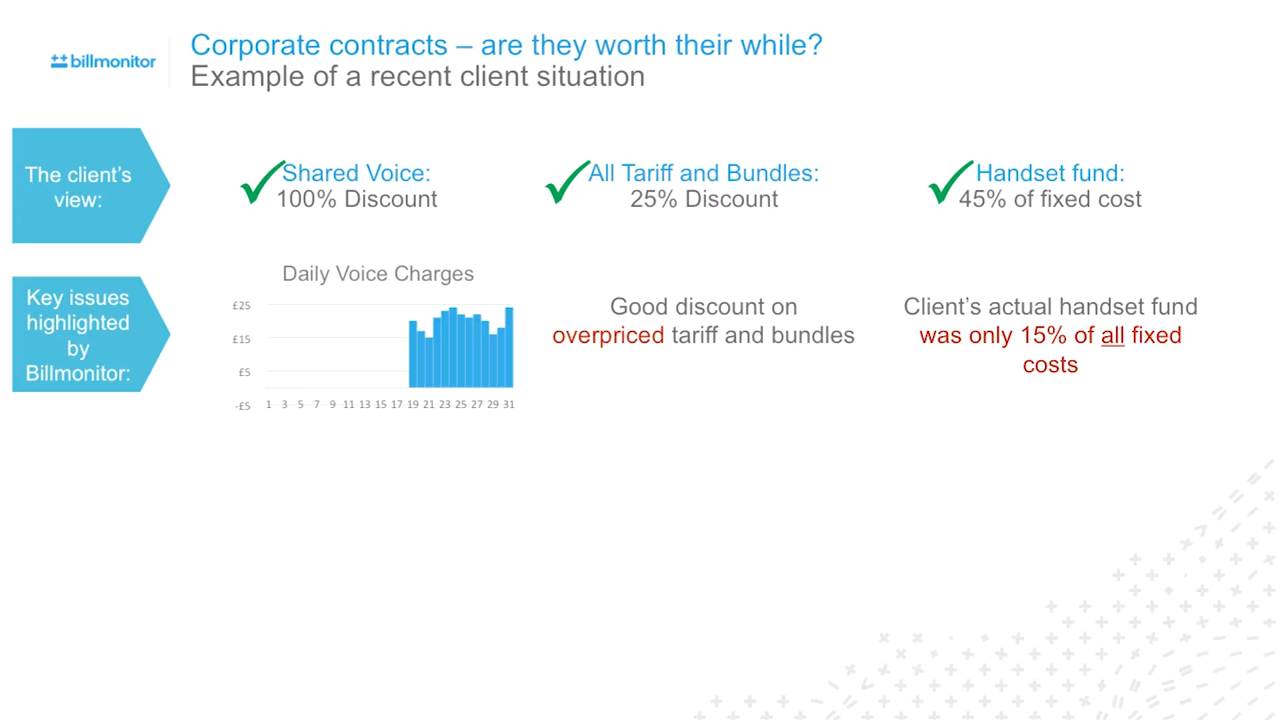 billmonitor
Corporate contracts – are they worth their while?
Example of a recent client situation
The client's
view:
Shared Voice:
100% Discount
All Tariff and Bundles:
25% Discount
Handset fund:
45% of fixed cost
Key issues
highlighted
by
Billmonitor:
Daily Voice Charges
£25
£15
£5
-£5
1 3 5 7 9 11 13 15 17 19 21 23 25 27 29 31
Good discount on
overpriced tariff and bundles
Client's actual handset fund
was only 15% of all fixed
costs